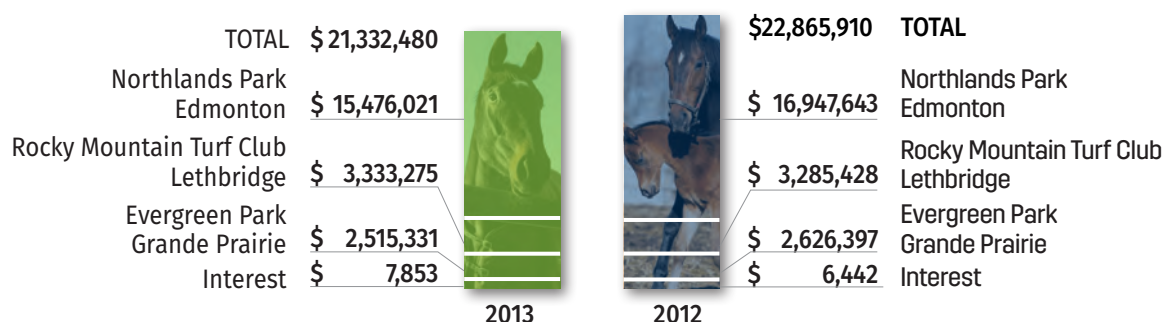 TOTAL $ 21,332,480
Northlands Park
Edmonton $ 15,476,021
Rocky Mountain Turf Club
Lethbridge $ 3,333,275
Evergreen Park
Grande Prairie $ 2,515,331
Interest $ 7,853
2013
$22,865,910 TOTAL
Northlands Park
$ 16,947,643 Edmonton
Rocky Mountain Turf Club
$ 3,285,428 Lethbridge
Evergreen Park
$ 2,626,397 Grande Prairie
$ 6,442 Interest
2012